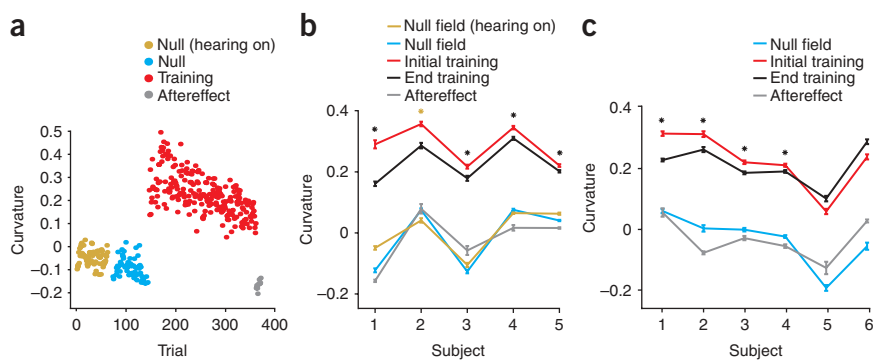 a
Null (hearing on)
Null
Training
Aftereffect
Curvature
0.5
0.4
0.3
0.2
0.1
0
–0.1
–0.2
0 100 200 300 400
Trial
b
Null field (hearing on)
Null field
Initial training
End training
Aftereffect
Curvature
0.4
0.2
0
–0.2
* * * * *
1 2 3 4 5
Subject
c
Null field
Initial training
End training
Aftereffect
Curvature
0.4
0.2
0
–0.2
* * * *
1 2 3 4 5 6
Subject